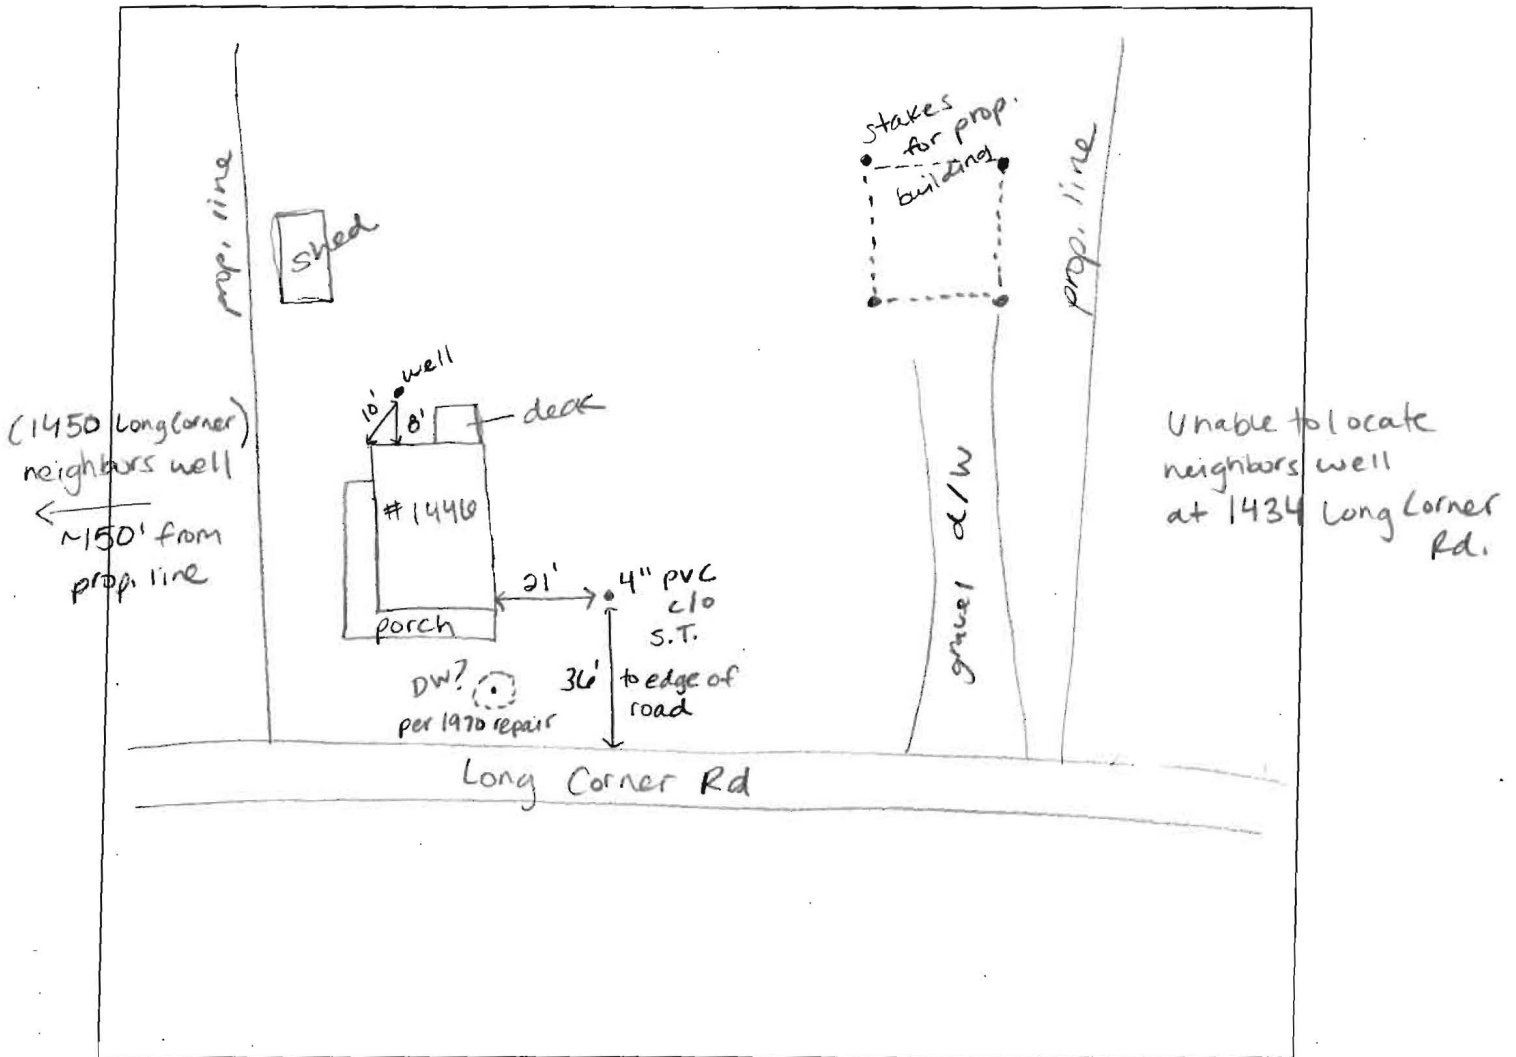 stakes
for prop.
building
prop. line
prop. line
shed
well
10'
8'
deck
(1450 Long Corner)
neighbors well
~150' from
prop. line
Unable to locate
neighbors well
at 1434 Long Corner
Rd.
#1446
gravel d/w
21'
4" pvc
c/o
S.T.
porch
DW?
per 1970 repair
36'
to edge of
road
Long Corner Rd